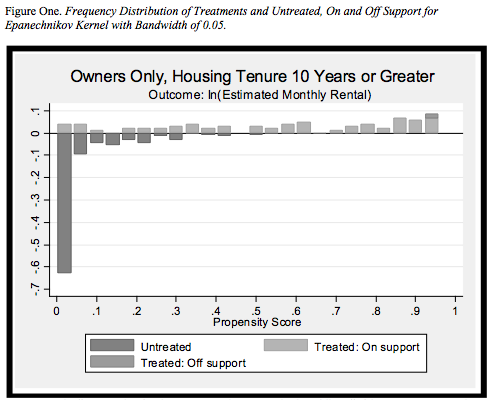 Figure One. Frequency Distribution of Treatments and Untreated, On and Off Support for
Epanechnikov Kernel with Bandwidth of 0.05.
Owners Only, Housing Tenure 10 Years or Greater
Outcome: ln(Estimated Monthly Rental)
.1
0
-.1
-.2
-.3
-.4
-.5
-.6
-.7
0 .1 .2 .3 .4 .5 .6 .7 .8 .9 1
Propensity Score
Untreated Treated: On support
Treated: Off support